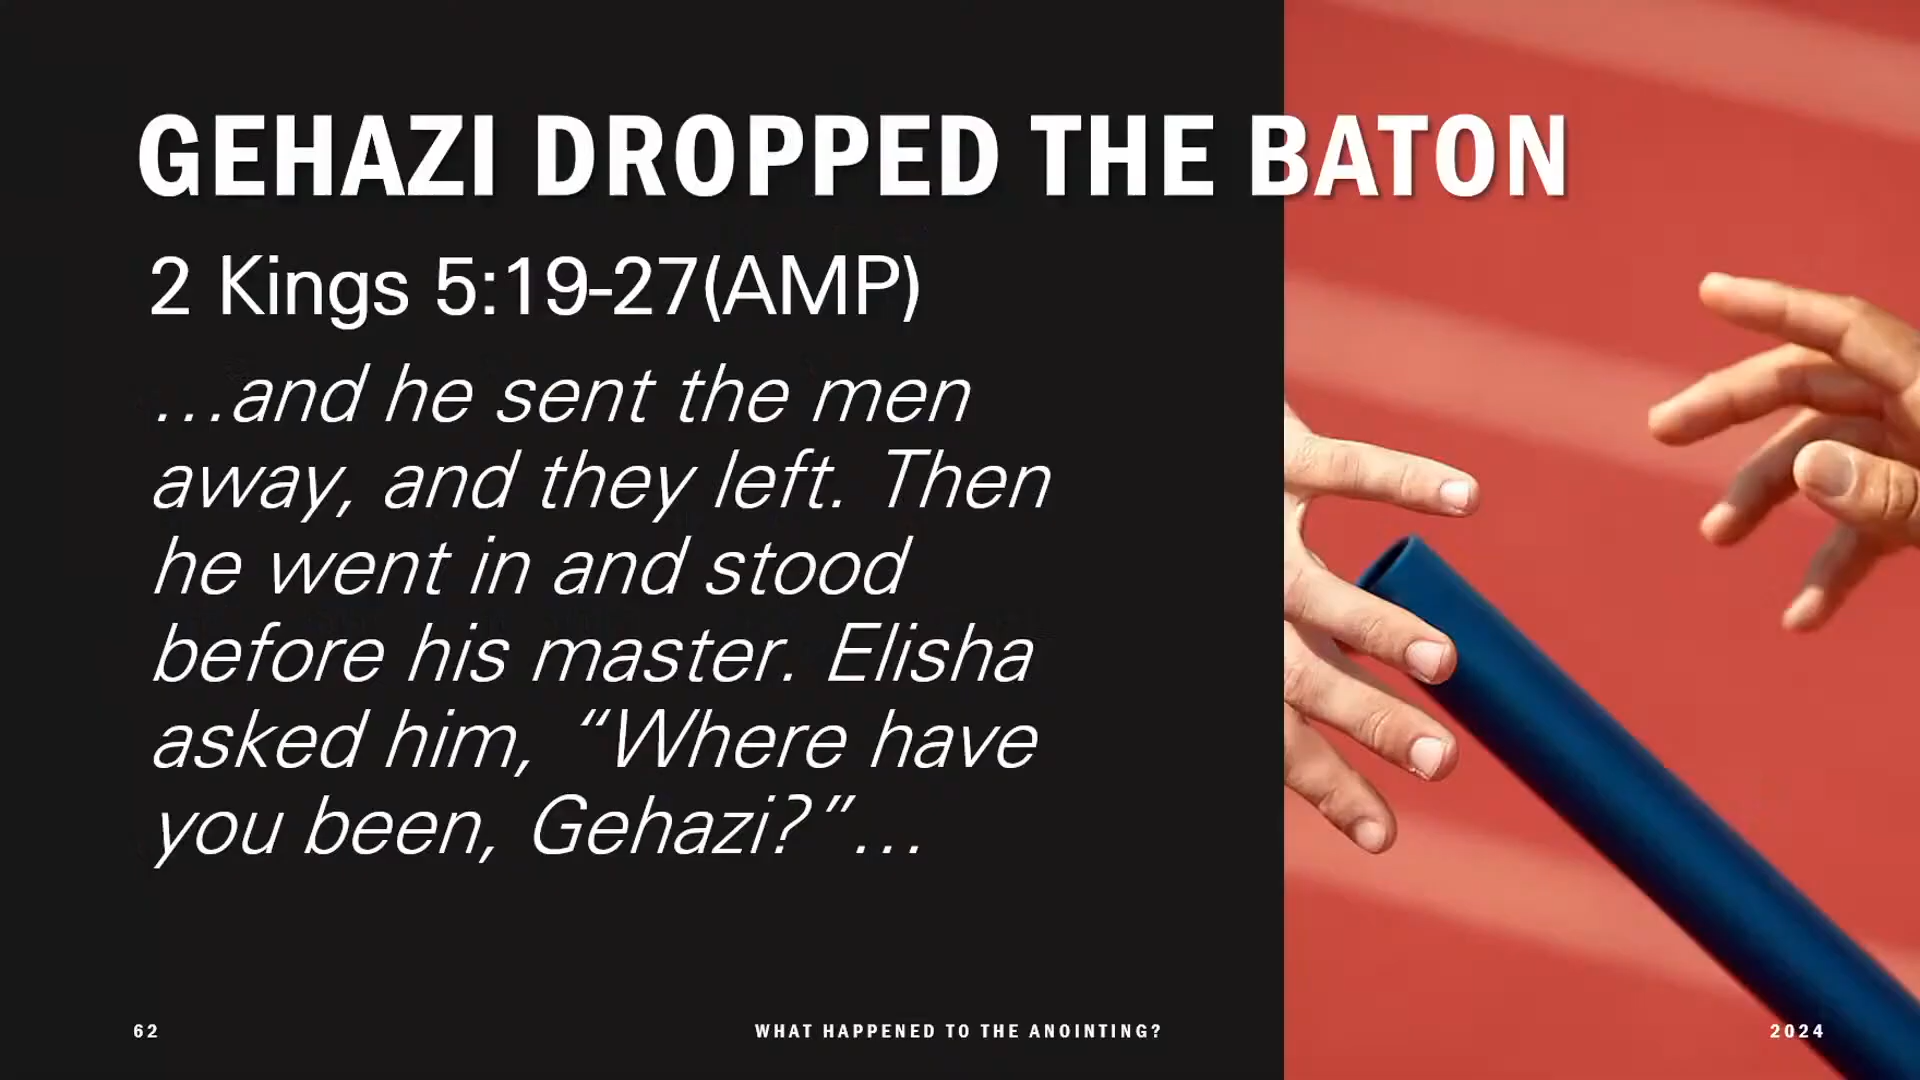 GEHAZI DROPPED THE BATON
2 Kings 5:19-27(AMP)
…and he sent the men
away, and they left. Then
he went in and stood
before his master. Elisha
asked him, “Where have
you been, Gehazi?”…
62
WHAT HAPPENED TO THE ANOINTING?
2024